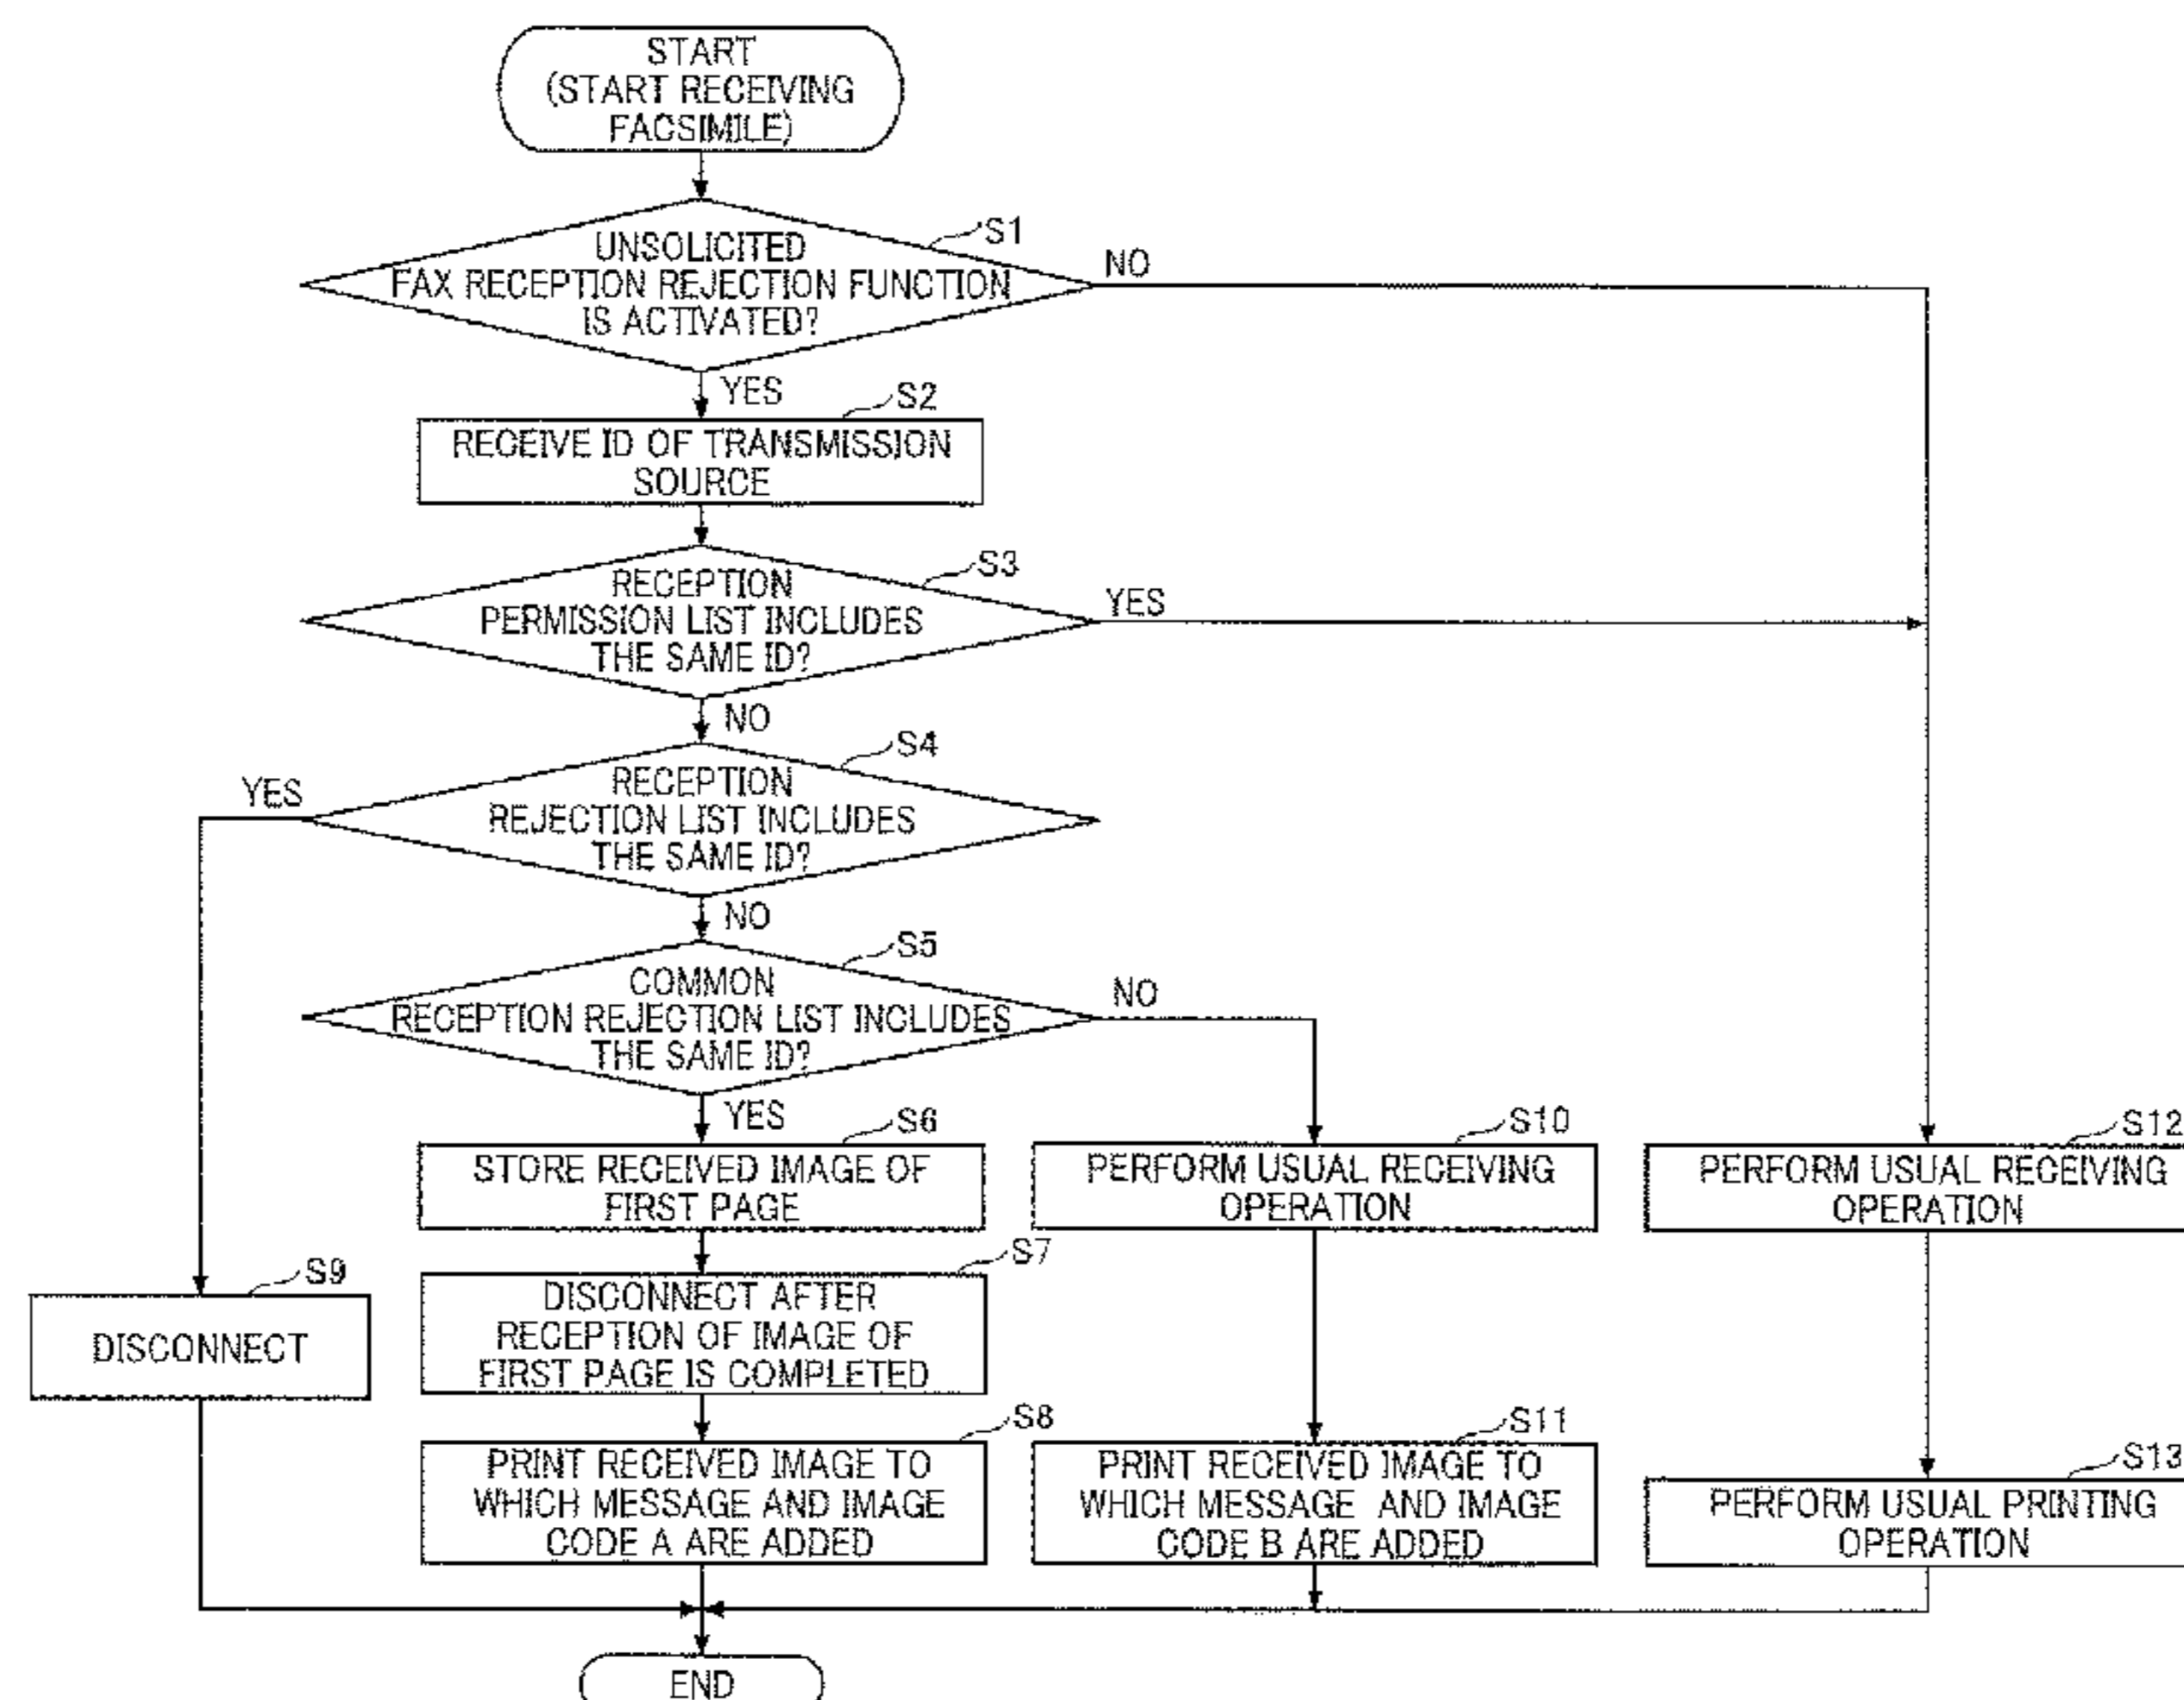 START
(START RECEIVING
FACSIMILE)
S1
UNSOLICITED
FAX RECEPTION REJECTION FUNCTION
IS ACTIVATED?
NO
YES
S2
RECEIVE ID OF TRANSMISSION
SOURCE
S3
RECEPTION
PERMISSION LIST INCLUDES
THE SAME ID?
YES
NO
S4
RECEPTION
REJECTION LIST INCLUDES
THE SAME ID?
YES
NO
S5
COMMON
RECEPTION REJECTION LIST INCLUDES
THE SAME ID?
NO
YES
S6
STORE RECEIVED IMAGE OF
FIRST PAGE
S10
PERFORM USUAL RECEIVING
OPERATION
S12
PERFORM USUAL RECEIVING
OPERATION
S9
DISCONNECT
S7
DISCONNECT AFTER
RECEPTION OF IMAGE OF
FIRST PAGE IS COMPLETED
S8
PRINT RECEIVED IMAGE TO
WHICH MESSAGE AND IMAGE
CODE A ARE ADDED
S11
PRINT RECEIVED IMAGE TO
WHICH MESSAGE AND IMAGE
CODE B ARE ADDED
S13
PERFORM USUAL PRINTING
OPERATION
END